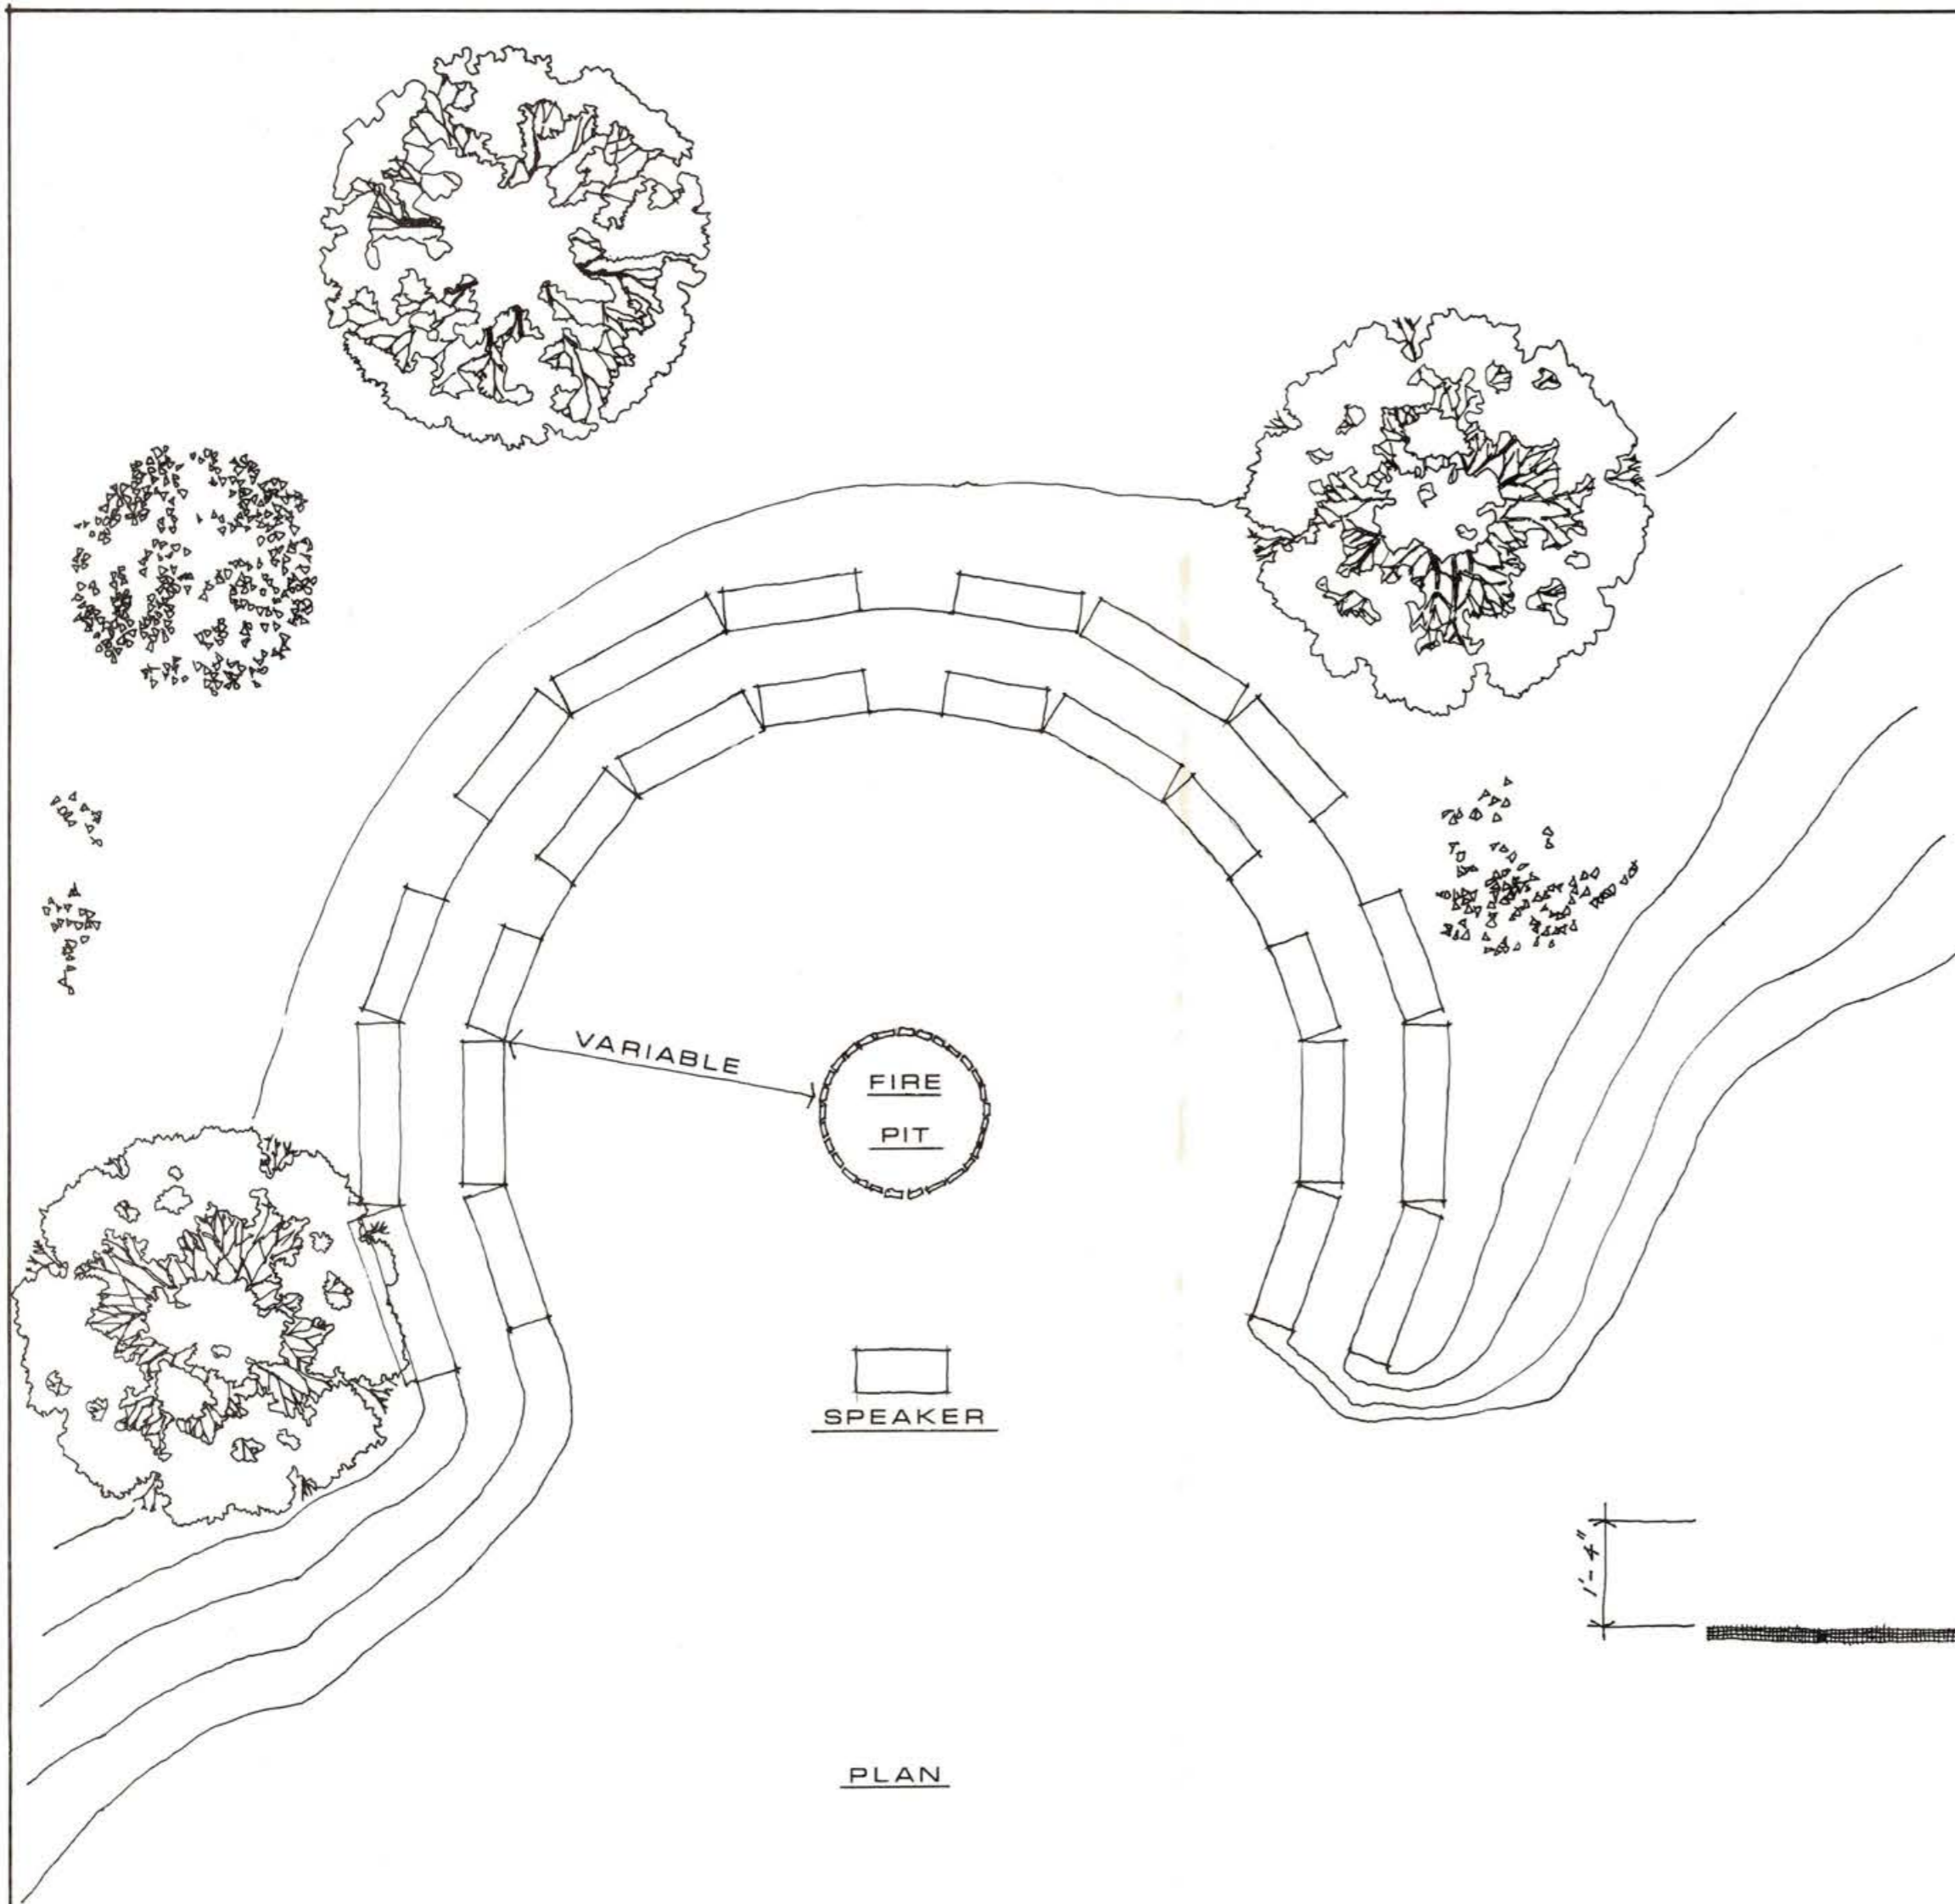 VARIABLE
FIRE
PIT
SPEAKER
1'-4"
PLAN